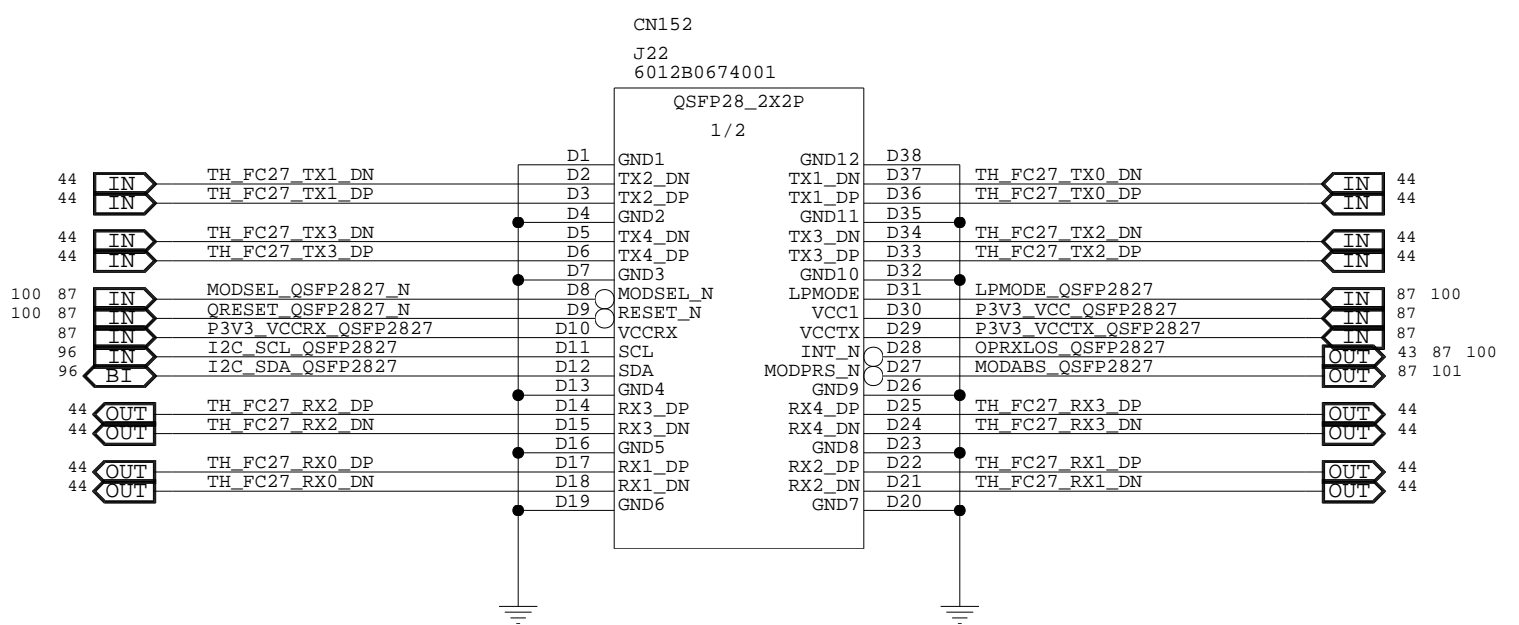 CN152
J22
6012B0674001
QSFP28_2X2P
1/2
D1 GND1 GND12 D38
44 IN TH_FC27_TX1_DN D2 TX2_DN TX1_DN D37 TH_FC27_TX0_DN IN 44
44 IN TH_FC27_TX1_DP D3 TX2_DP TX1_DP D36 TH_FC27_TX0_DP IN 44
D4 GND2 GND11 D35
44 IN TH_FC27_TX3_DN D5 TX4_DN TX3_DN D34 TH_FC27_TX2_DN IN 44
44 IN TH_FC27_TX3_DP D6 TX4_DP TX3_DP D33 TH_FC27_TX2_DP IN 44
D7 GND3 GND10 D32
100 87 IN MODSEL_QSFP2827_N D8 MODSEL_N LPMODE D31 LPMODE_QSFP2827 IN 87 100
100 87 IN QRESET_QSFP2827_N D9 RESET_N VCC1 D30 P3V3_VCC_QSFP2827 IN 87
87 IN P3V3_VCCRX_QSFP2827 D10 VCCRX VCCTX D29 P3V3_VCCTX_QSFP2827 IN 87
96 IN I2C_SCL_QSFP2827 D11 SCL INT_N D28 OPRXLOS_QSFP2827 OUT 43 87 100
96 BI I2C_SDA_QSFP2827 D12 SDA MODPRS_N D27 MODABS_QSFP2827 OUT 87 101
D13 GND4 GND9 D26
44 OUT TH_FC27_RX2_DP D14 RX3_DP RX4_DP D25 TH_FC27_RX3_DP OUT 44
44 OUT TH_FC27_RX2_DN D15 RX3_DN RX4_DN D24 TH_FC27_RX3_DN OUT 44
D16 GND5 GND8 D23
44 OUT TH_FC27_RX0_DP D17 RX1_DP RX2_DP D22 TH_FC27_RX1_DP OUT 44
44 OUT TH_FC27_RX0_DN D18 RX1_DN RX2_DN D21 TH_FC27_RX1_DN OUT 44
D19 GND6 GND7 D20